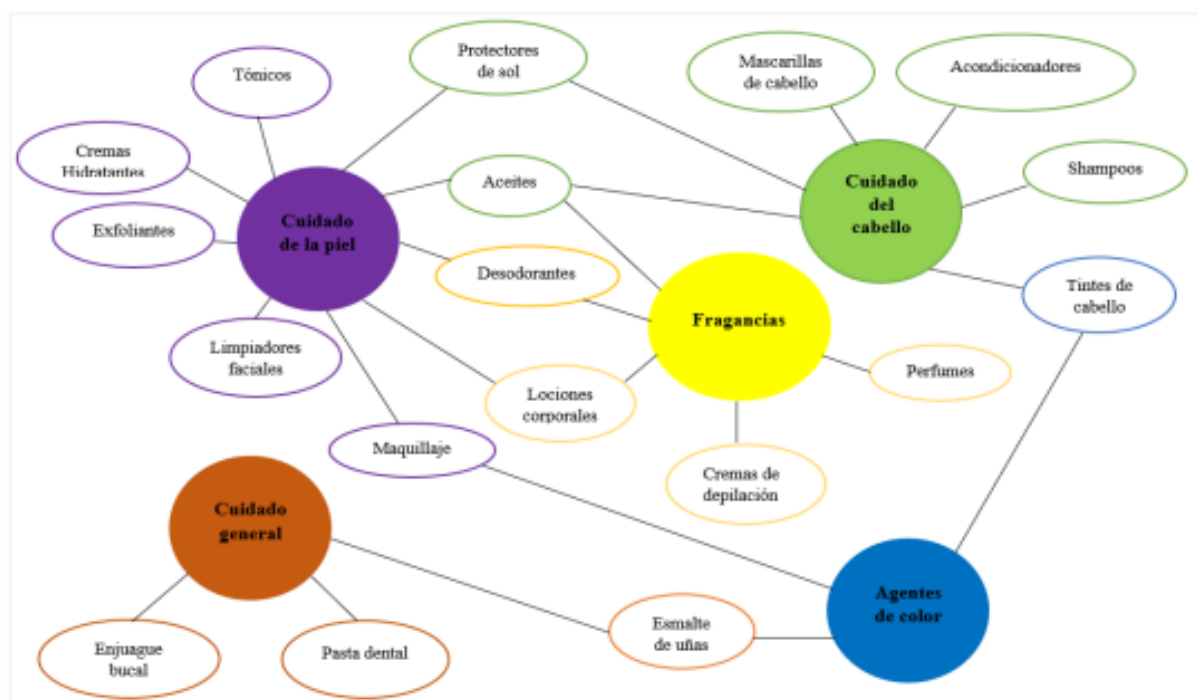 Tónicos
Protectores
de sol
Mascarillas
de cabello
Acondicionadores
Cremas
Hidratantes
Cuidado
de la piel
Aceites
Cuidado
del
cabello
Shampoos
Exfoliantes
Desodorantes
Tintes de
cabello
Fragancias
Limpiadores
faciales
Lociones
corporales
Perfumes
Maquillaje
Cremas de
depilación
Cuidado
general
Agentes
de color
Enjuague
bucal
Pasta dental
Esmalte
de uñas